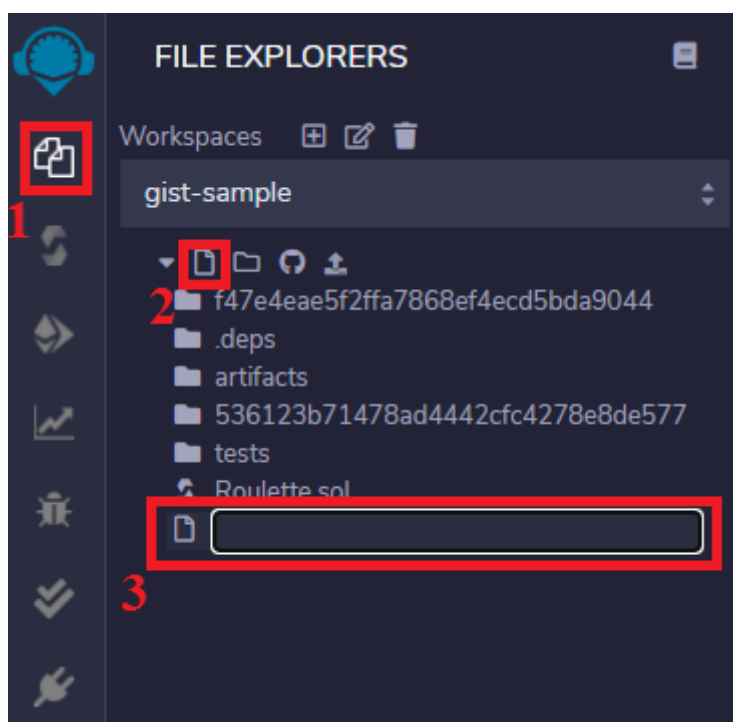 FILE EXPLORERS
Workspaces
gist-sample
1
2
f47e4eae5f2ffa7868ef4ecd5bda9044
.deps
artifacts
536123b71478ad4442cfc4278e8de577
tests
Roulette.sol
3